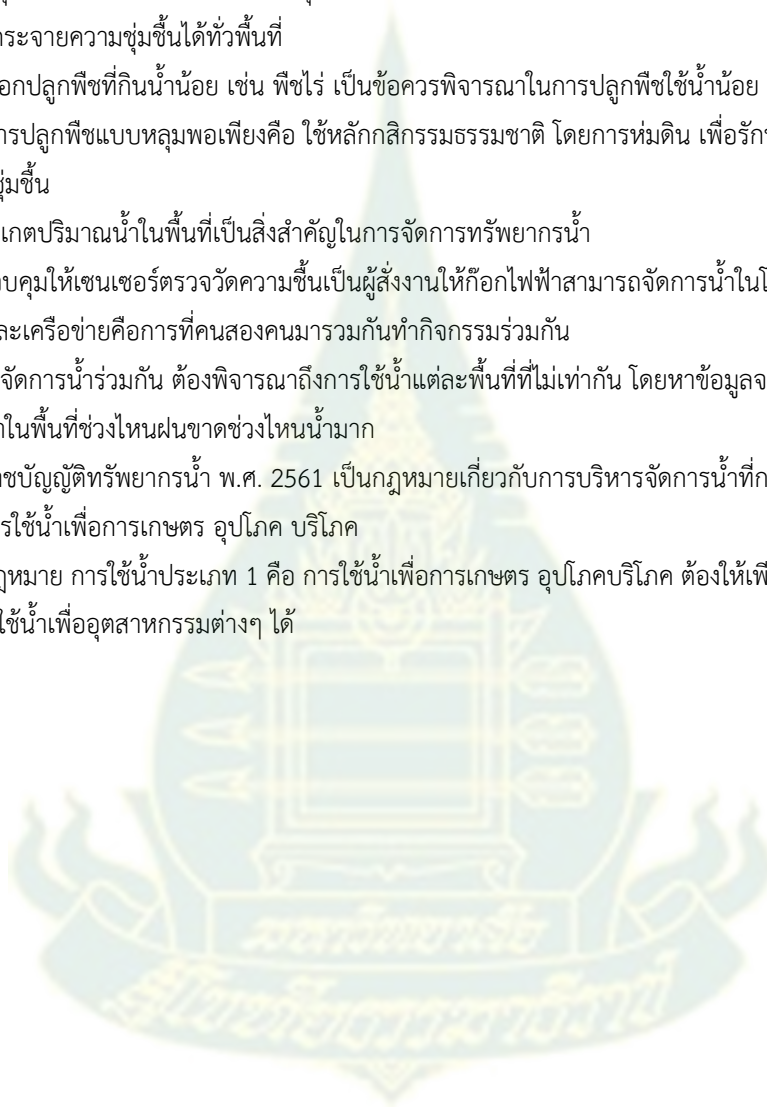 ระจายความชุ่มชื้นได้ทั่วพื้นที่
อกปลูกพืชที่กินน้ำน้อย เช่น พืชไร่ เป็นข้อควรพิจารณาในการปลูกพืชใช้น้ำน้อย
ารปลูกพืชแบบหลุมพอเพียงคือ ใช้หลักกสิกรรมธรรมชาติ โดยการห่มดิน เพื่อรักษ
ชุ่มชื้น
เกตปริมาณน้ำในพื้นที่เป็นสิ่งสำคัญในการจัดการทรัพยากรน้ำ
บคุมให้เซนเซอร์ตรวจวัดความชื้นเป็นผู้สั่งงานให้ก๊อกไฟฟ้าสามารถจัดการน้ำในโ
ละเครือข่ายคือการที่คนสองคนมารวมกันทำกิจกรรมร่วมกัน
จัดการน้ำร่วมกัน ต้องพิจารณาถึงการใช้น้ำแต่ละพื้นที่ที่ไม่เท่ากัน โดยหาข้อมูลจ
ในพื้นที่ช่วงไหนฝนขาดช่วงไหนน้ำมาก
ชบัญญัติทรัพยากรน้ำ พ.ศ. 2561 เป็นกฎหมายเกี่ยวกับการบริหารจัดการน้ำที่ก
รใช้น้ำเพื่อการเกษตร อุปโภค บริโภค
ฎหมาย การใช้น้ำประเภท 1 คือ การใช้น้ำเพื่อการเกษตร อุปโภคบริโภค ต้องให้เพี
ใช้น้ำเพื่ออุตสาหกรรมต่างๆ ได้
มหาวิทยาลัย
สุโขทัยธรรมาธิราช